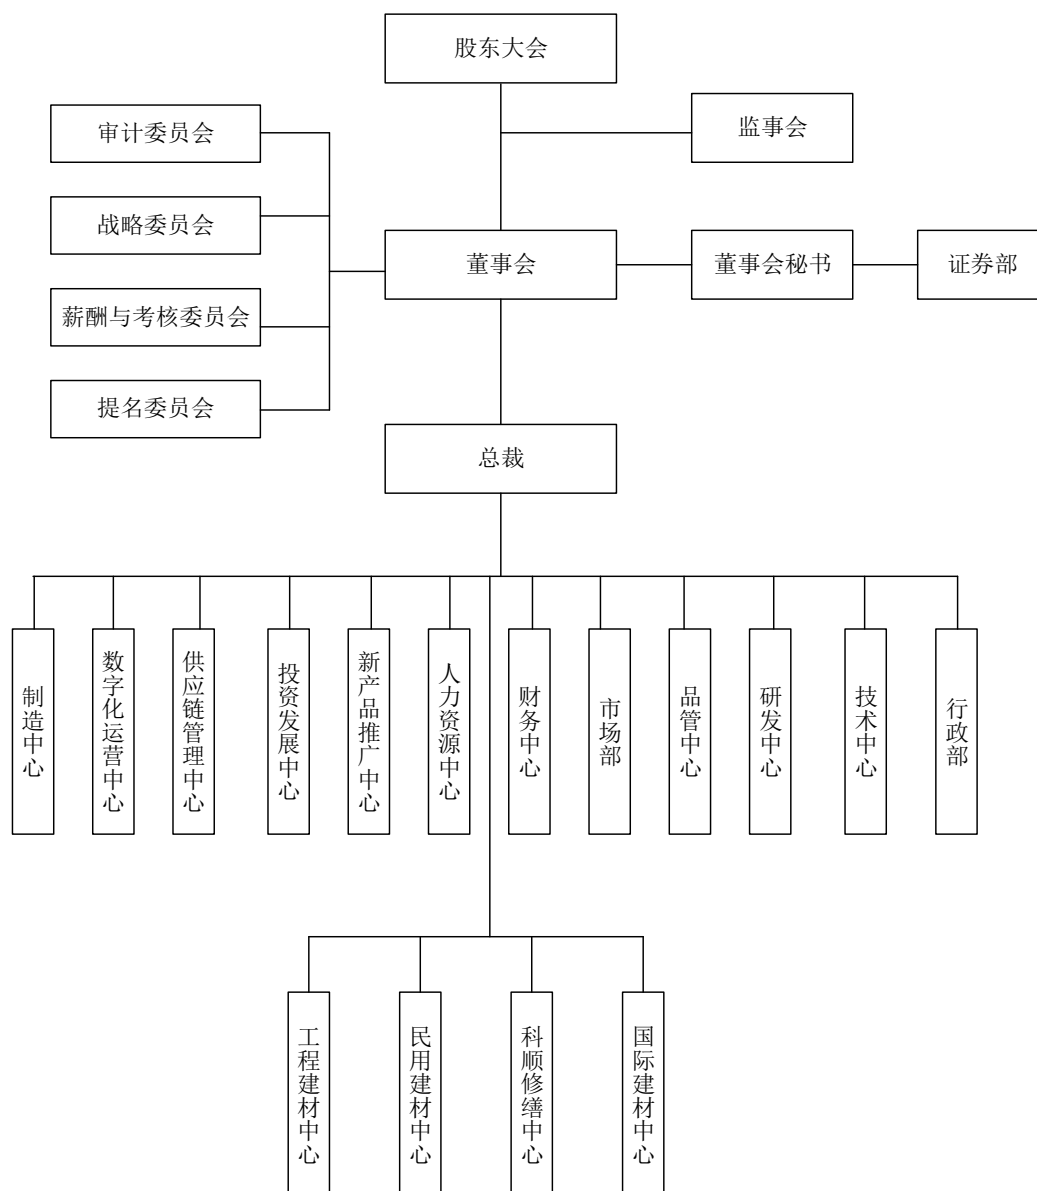 股东大会
监事会
审计委员会
战略委员会
董事会
董事会秘书
证券部
薪酬与考核委员会
提名委员会
总裁
制造中心
数字化运营中心
供应链管理中心
投资发展中心
新产品推广中心
人力资源中心
财务中心
市场部
品管中心
研发中心
技术中心
行政部
工程建材中心
民用建材中心
科顺修缮中心
国际建材中心